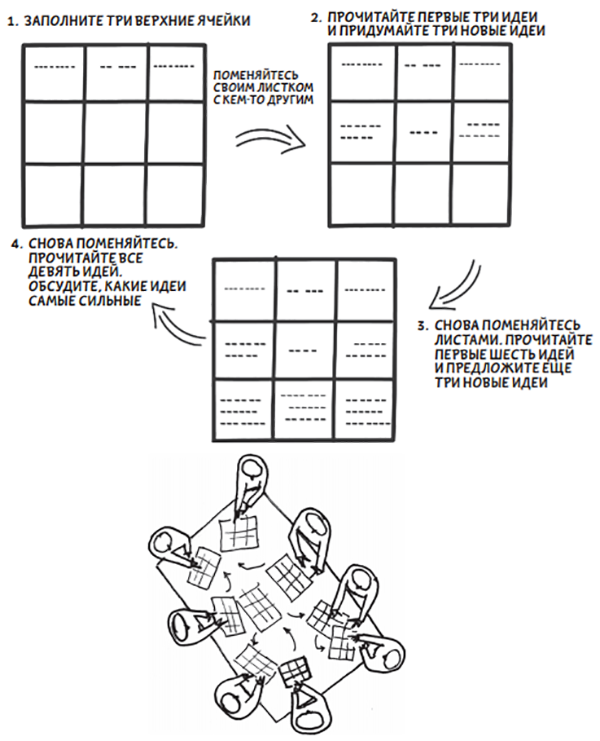 1. ЗАПОЛНИТЕ ТРИ ВЕРХНИЕ ЯЧЕЙКИ
ПОМЕНЯЙТЕСЬ
СВОИМ ЛИСТКОМ
С КЕМ-ТО ДРУГИМ
2. ПРОЧИТАЙТЕ ПЕРВЫЕ ТРИ ИДЕИ
И ПРИДУМАЙТЕ ТРИ НОВЫЕ ИДЕИ
3. СНОВА ПОМЕНЯЙТЕСЬ
ЛИСТАМИ. ПРОЧИТАЙТЕ
ПЕРВЫЕ ШЕСТЬ ИДЕЙ
И ПРЕДЛОЖИТЕ ЕЩЕ
ТРИ НОВЫЕ ИДЕИ
4. СНОВА ПОМЕНЯЙТЕСЬ.
ПРОЧИТАЙТЕ ВСЕ
ДЕВЯТЬ ИДЕЙ.
ОБСУДИТЕ, КАКИЕ ИДЕИ
САМЫЕ СИЛЬНЫЕ